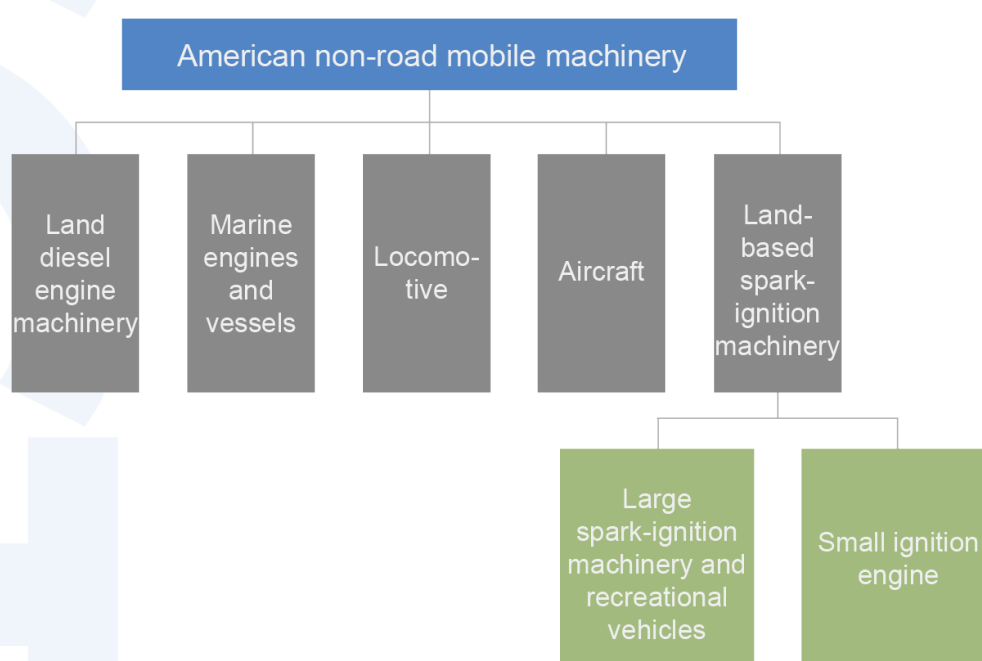 American non-road mobile machinery
Land
diesel
engine
machinery
Marine
engines
and
vessels
Locomo-
tive
Aircraft
Land-
based
spark-
ignition
machinery
Large
spark-ignition
machinery and
recreational
vehicles
Small ignition
engine